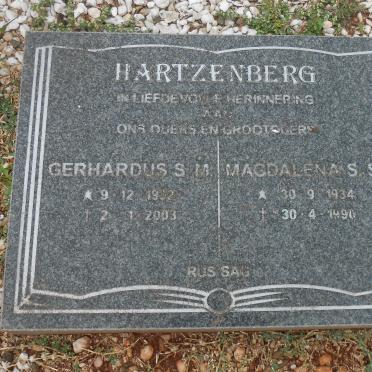 HARTZENBERG
IN LIEFDEVOLLE HERINNERING
AAN
ONS OUERS EN GROOTOUERS
GERHARDUS S.M. MAGDALENA S.S
* 9·12·1932 * 30·9·1934
† 2·1·2003 † 30·4·1990
RUS SAG